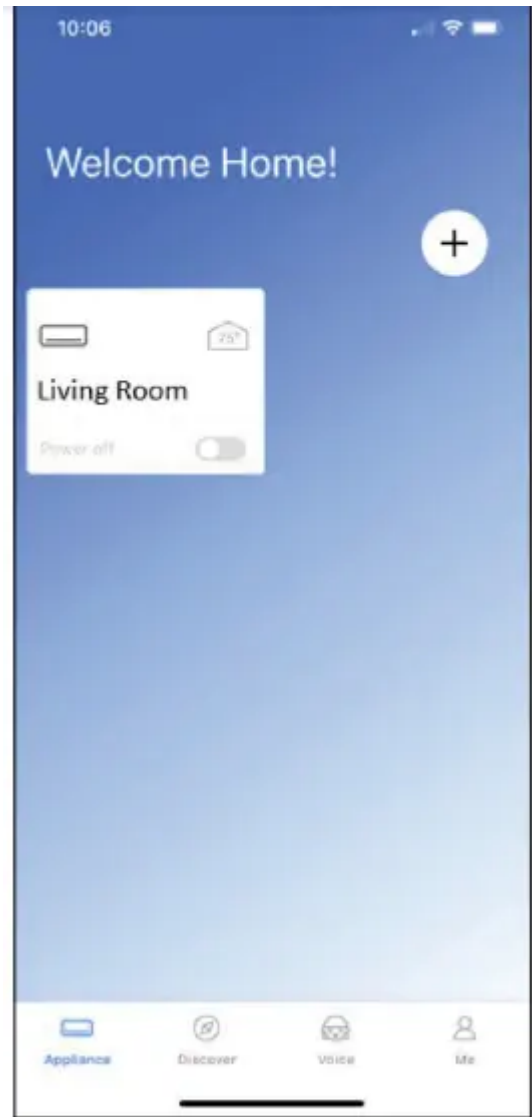 10:06
Welcome Home!
+
75°
Living Room
Power off
Appliance
Discover
Voice
Me